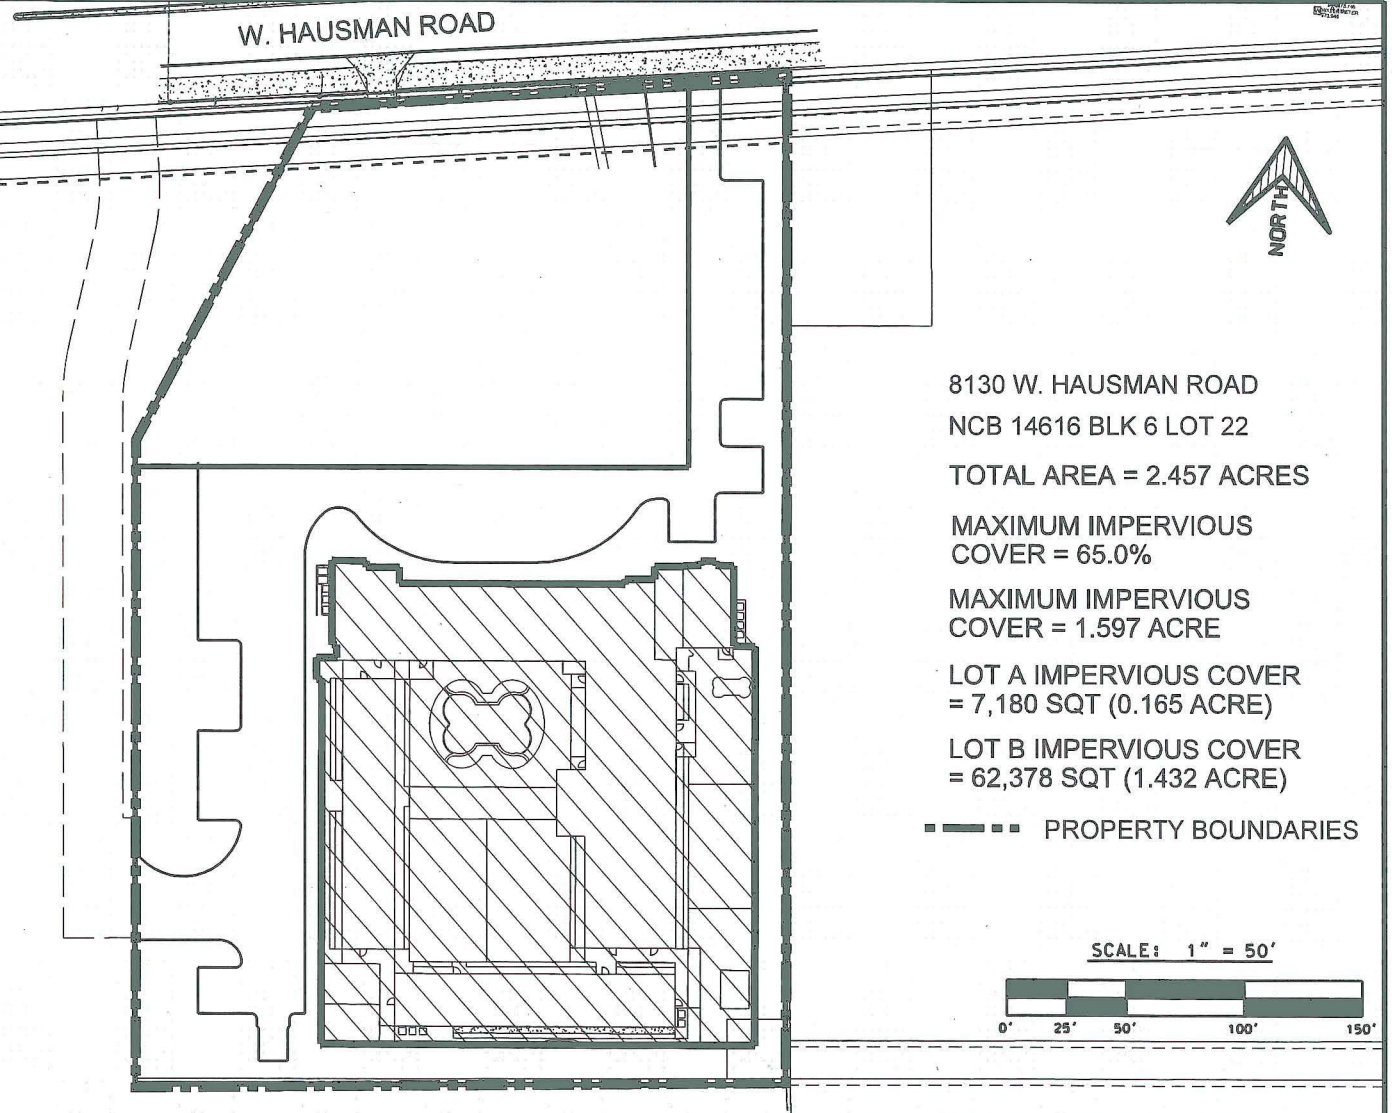 W. HAUSMAN ROAD
NORTH
8130 W. HAUSMAN ROAD
NCB 14616 BLK 6 LOT 22
TOTAL AREA = 2.457 ACRES
MAXIMUM IMPERVIOUS
COVER = 65.0%
MAXIMUM IMPERVIOUS
COVER = 1.597 ACRE
LOT A IMPERVIOUS COVER
= 7,180 SQT (0.165 ACRE)
LOT B IMPERVIOUS COVER
= 62,378 SQT (1.432 ACRE)
PROPERTY BOUNDARIES
SCALE: 1" = 50'
0' 25' 50' 100' 150'